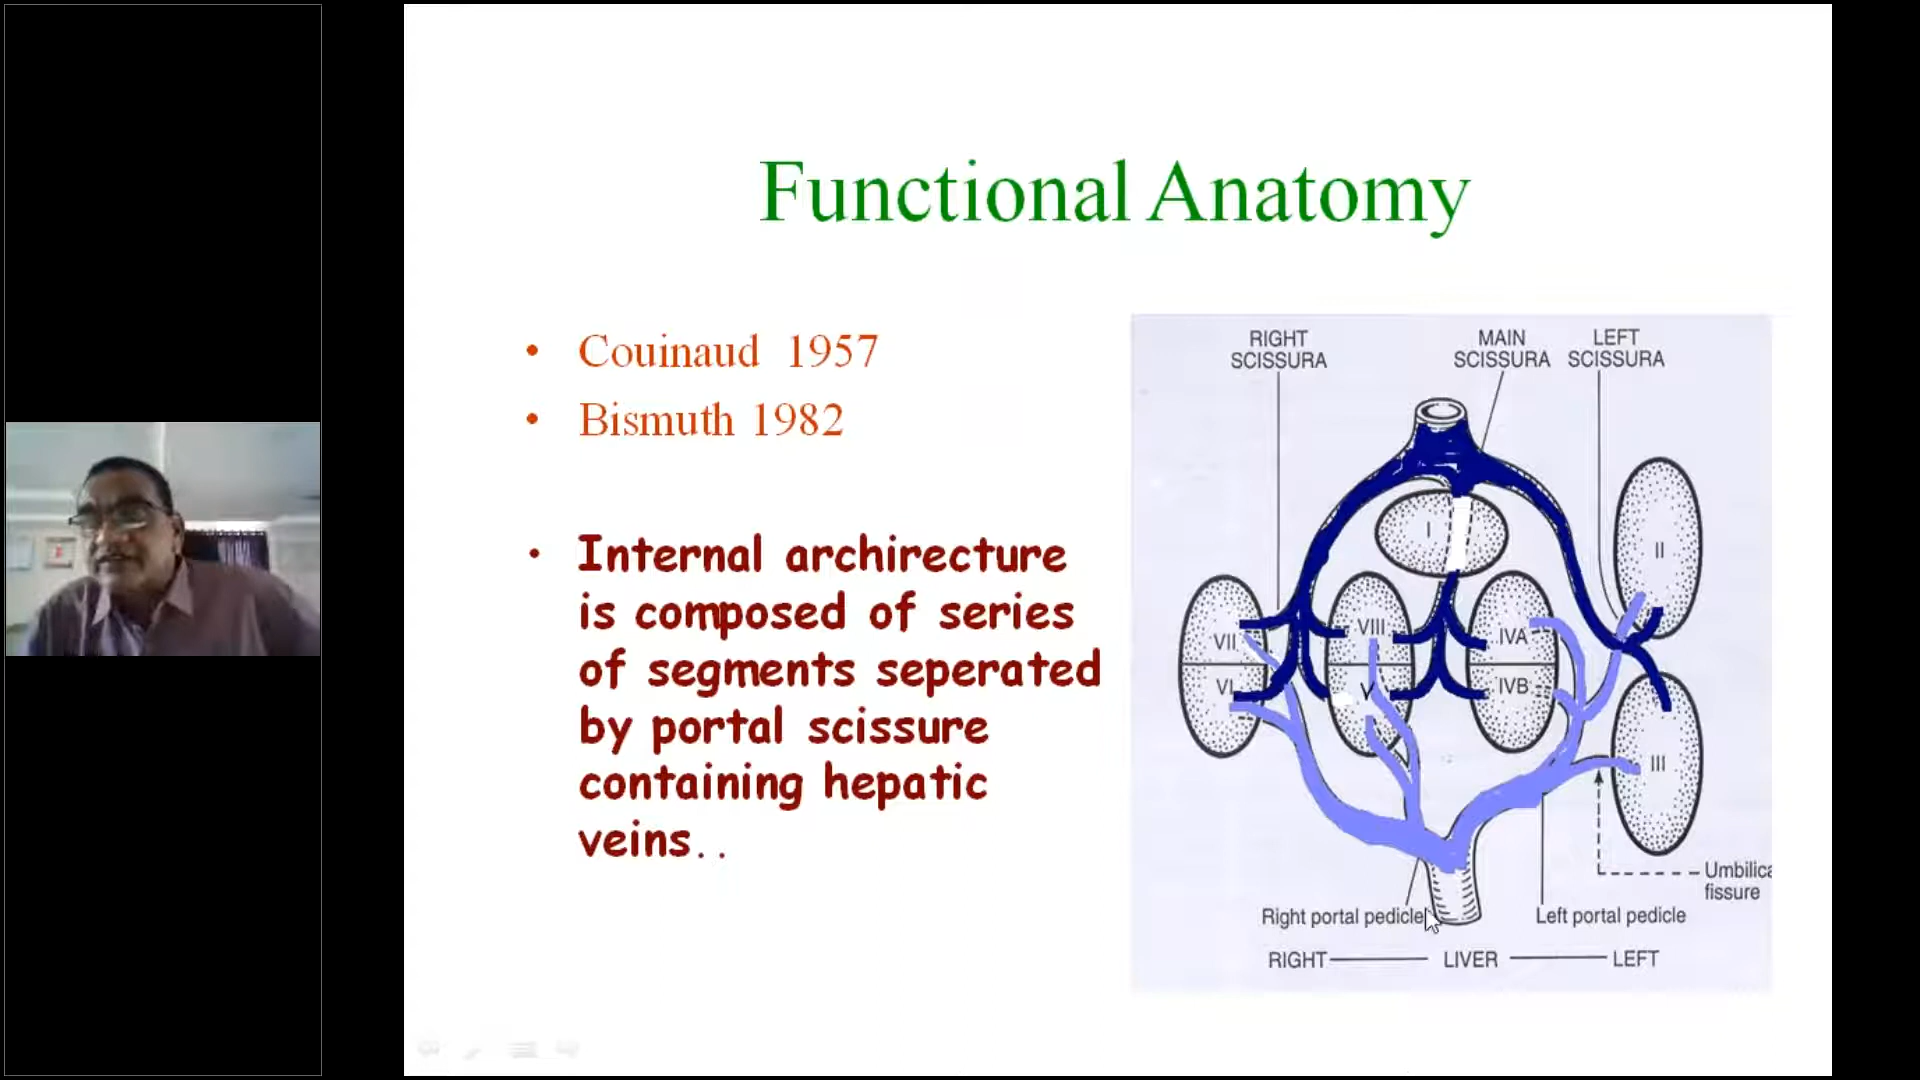 Functional Anatomy
• Couinaud 1957
• Bismuth 1982
• Internal archirecture
is composed of series
of segments seperated
by portal scissure
containing hepatic
veins..
RIGHT
SCISSURA
MAIN
SCISSURA
LEFT
SCISSURA
I
II
VII
VIII
IVA
VI
V
IVB
III
Umbilica
fissure
Right portal pedicle
Left portal pedicle
RIGHT LIVER LEFT